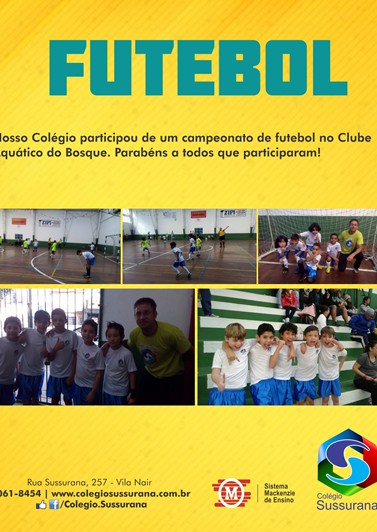 FUTEBOL
Nosso Colégio participou de um campeonato de futebol no Clube
Aquático do Bosque. Parabéns a todos que participaram!
Rua Sussurana, 257 - Vila Nair
061-8454 | www.colegiosussurana.com.br
/Colegio.Sussurana
M
Sistema
Mackenzie
de Ensino
Colégio
Sussurana